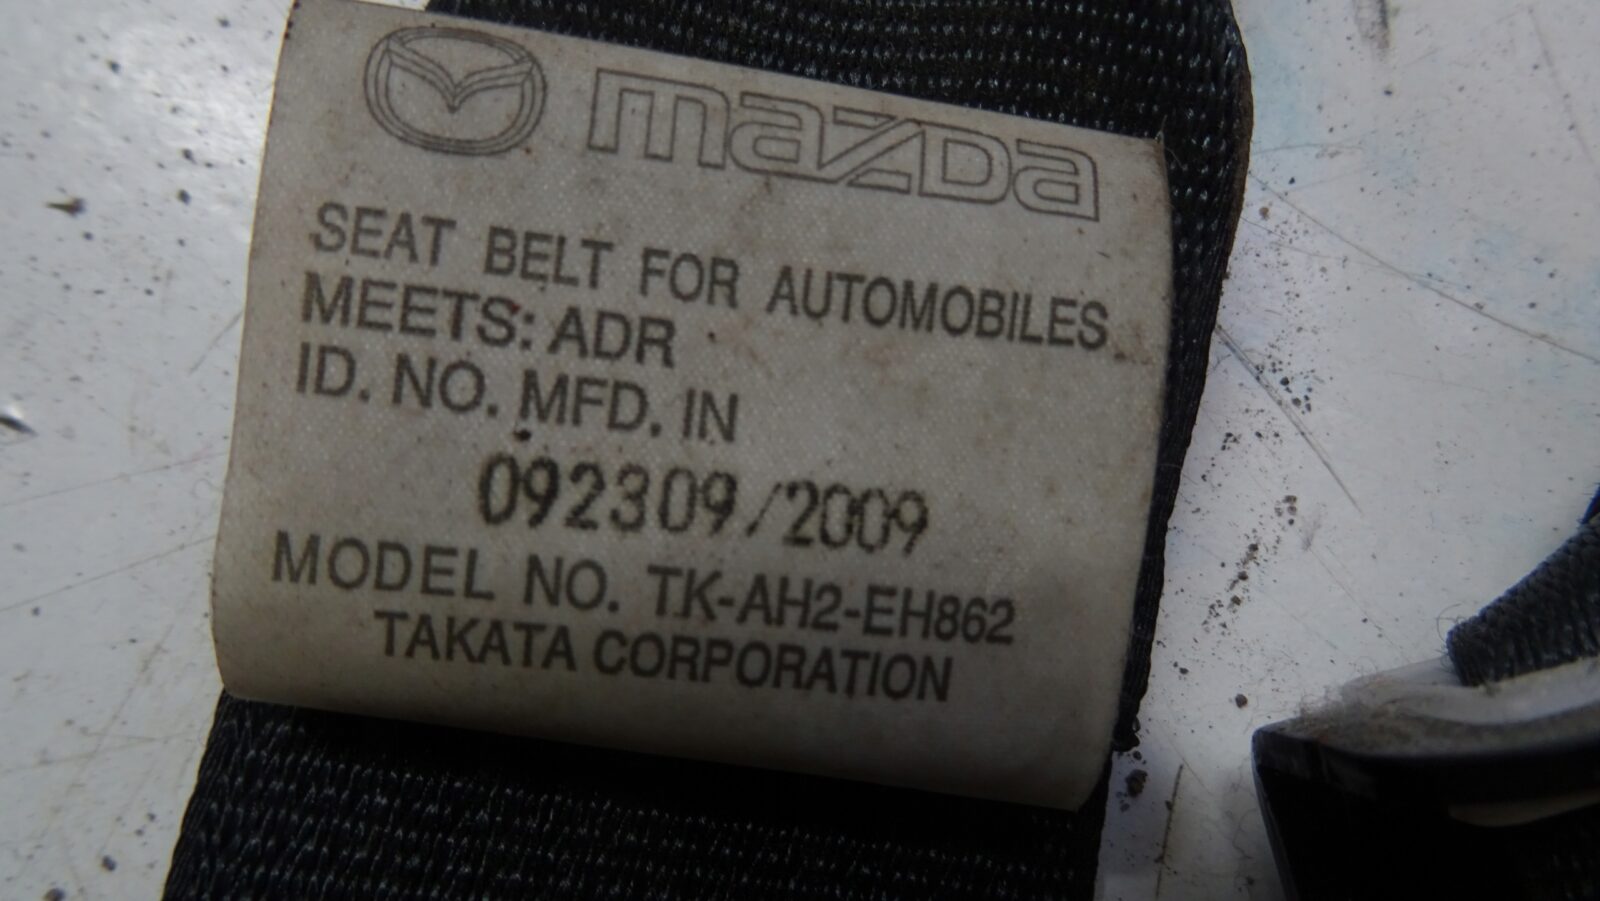 mazda
SEAT BELT FOR AUTOMOBILES
MEETS: ADR
ID. NO. MFD. IN
092309/2009
MODEL NO. TK-AH2-EH862
TAKATA CORPORATION